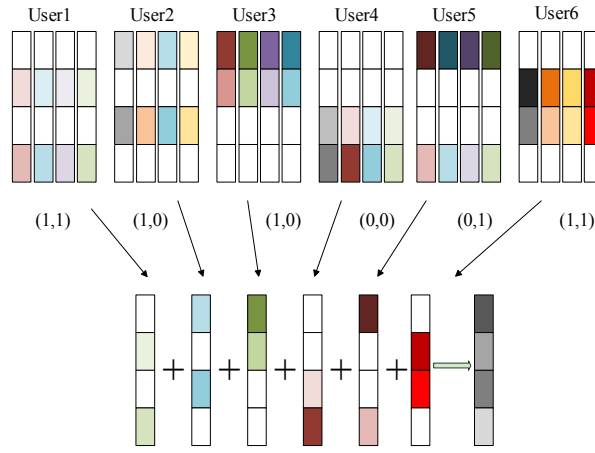 User1 User2 User3 User4 User5 User6
(1,1) (1,0) (1,0) (0,0) (0,1) (1,1)
+ + + + +